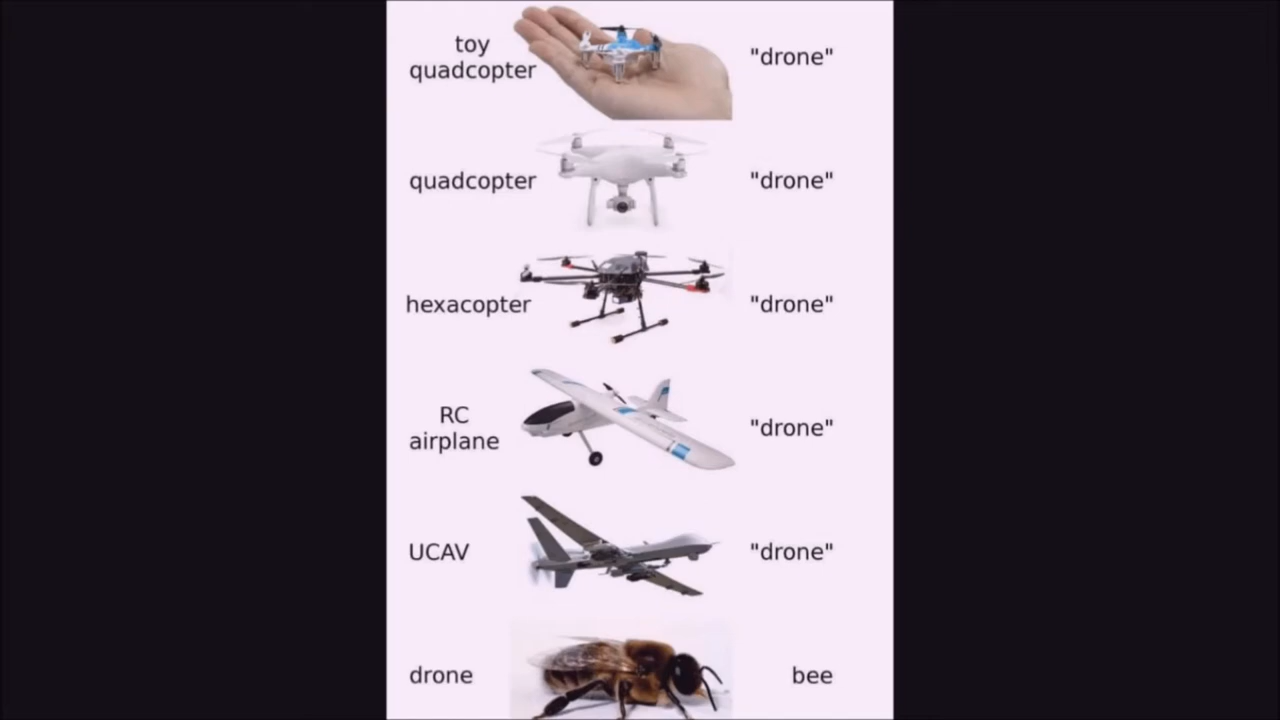 toy
quadcopter
"drone"
quadcopter
"drone"
hexacopter
"drone"
RC
airplane
"drone"
UCAV
"drone"
drone
bee